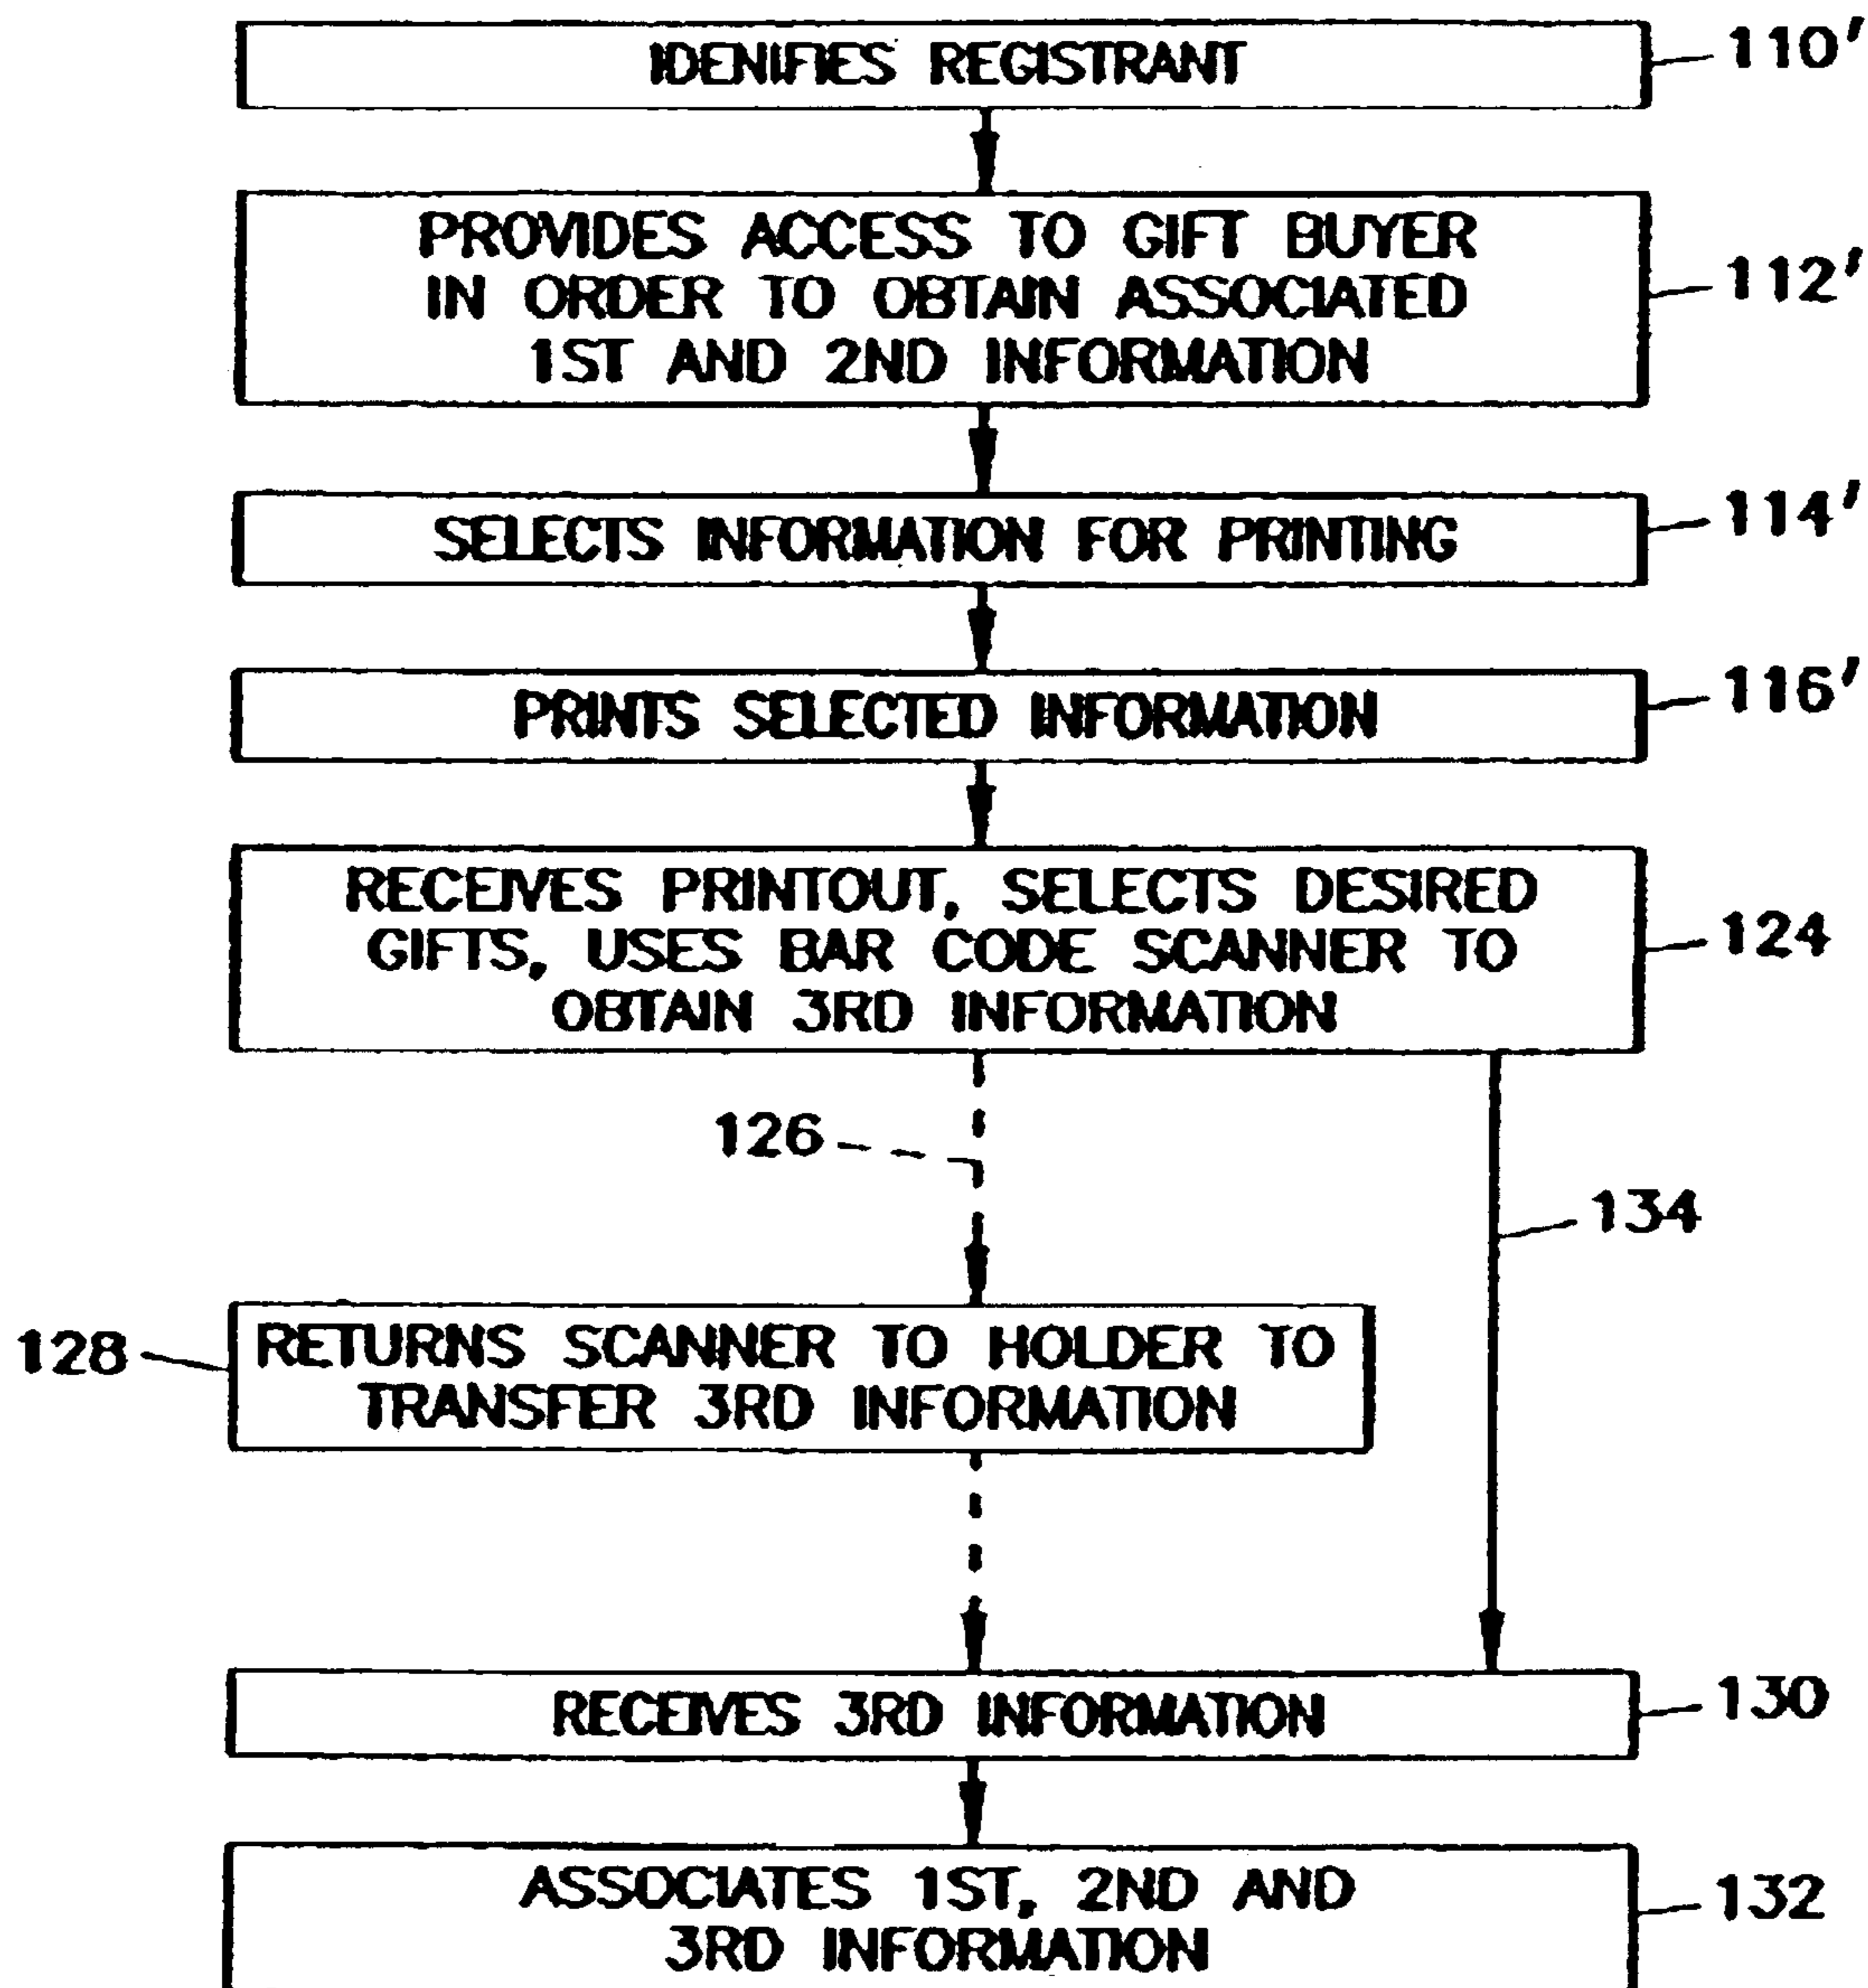 IDENIFIES REGISTRANT
110'
PROVIDES ACCESS TO GIFT BUYER
IN ORDER TO OBTAIN ASSOCIATED
1ST AND 2ND INFORMATION
112'
SELECTS INFORMATION FOR PRINTING
114'
PRINTS SELECTED INFORMATION
116'
RECEIVES PRINTOUT, SELECTS DESIRED
GIFTS, USES BAR CODE SCANNER TO
OBTAIN 3RD INFORMATION
124
126
134
128
RETURNS SCANNER TO HOLDER TO
TRANSFER 3RD INFORMATION
RECEIVES 3RD INFORMATION
130
ASSOCIATES 1ST, 2ND AND
3RD INFORMATION
132